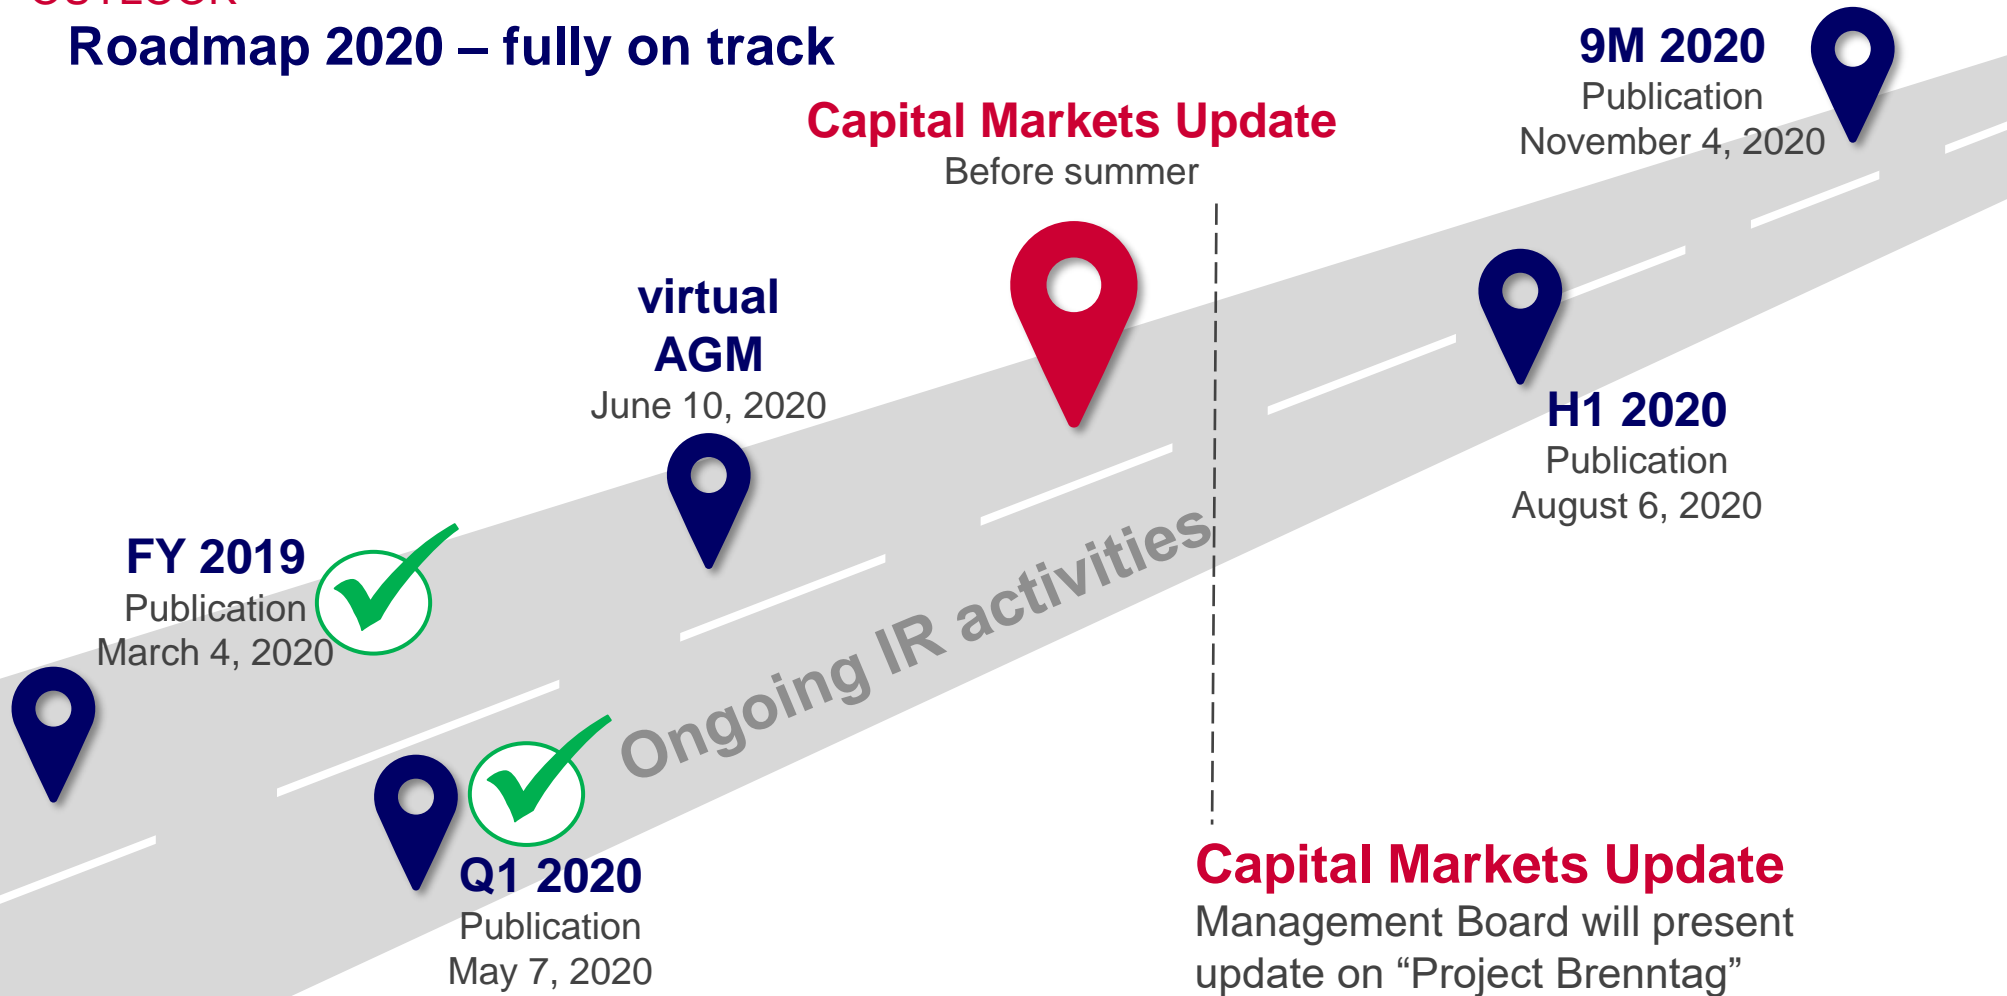 OUTLOOK
Roadmap 2020 – fully on track
9M 2020
Publication
November 4, 2020
Capital Markets Update
Before summer
virtual
AGM
June 10, 2020
H1 2020
Publication
August 6, 2020
FY 2019
Publication
March 4, 2020
Ongoing IR activities
Q1 2020
Publication
May 7, 2020
Capital Markets Update
Management Board will present
update on “Project Brenntag”